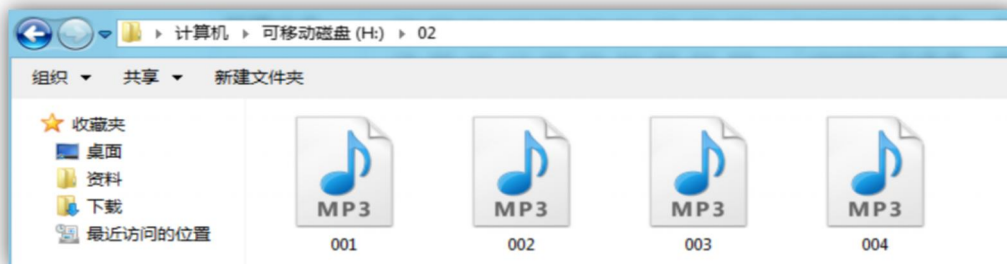 计算机 ▸ 可移动磁盘 (H:) ▸ 02
组织 ▼ 共享 ▼ 新建文件夹
收藏夹
桌面
资料
下载
最近访问的位置
MP3 MP3 MP3 MP3
001 002 003 004